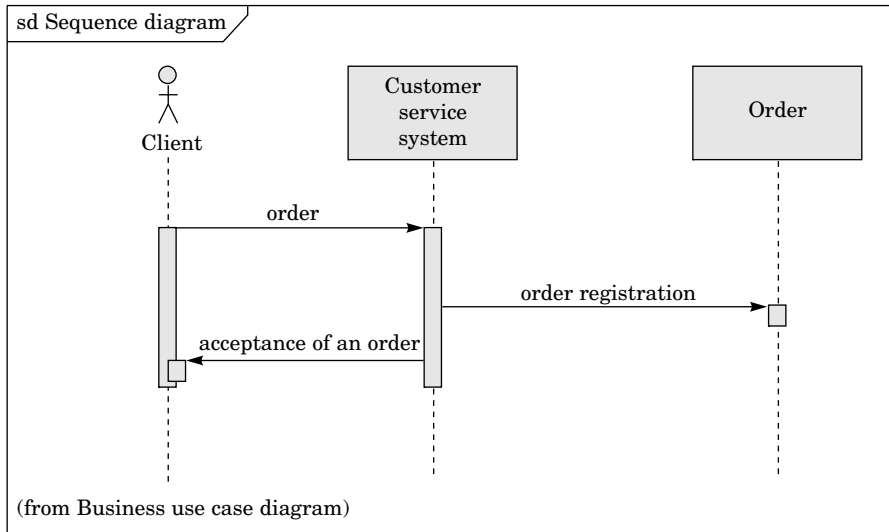 sd Sequence diagram
Client
Customer
service
system
Order
order
order registration
acceptance of an order
(from Business use case diagram)